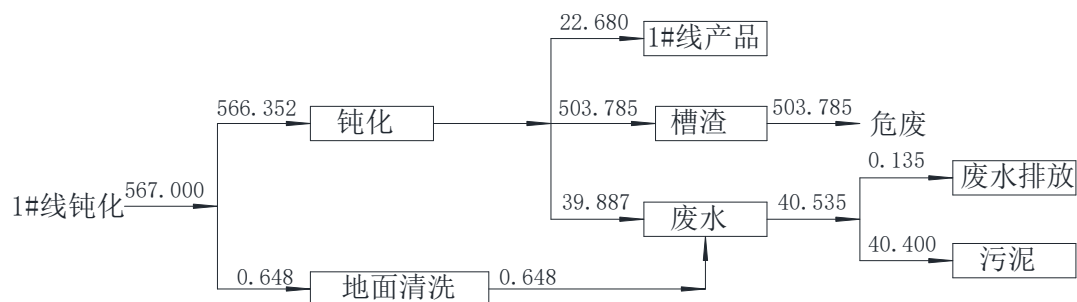 22.680
1#线产品
566.352
钝化
503.785
槽渣
503.785
危废
1#线钝化
567.000
39.887
废水
40.535
0.135
废水排放
40.400
污泥
0.648
地面清洗
0.648